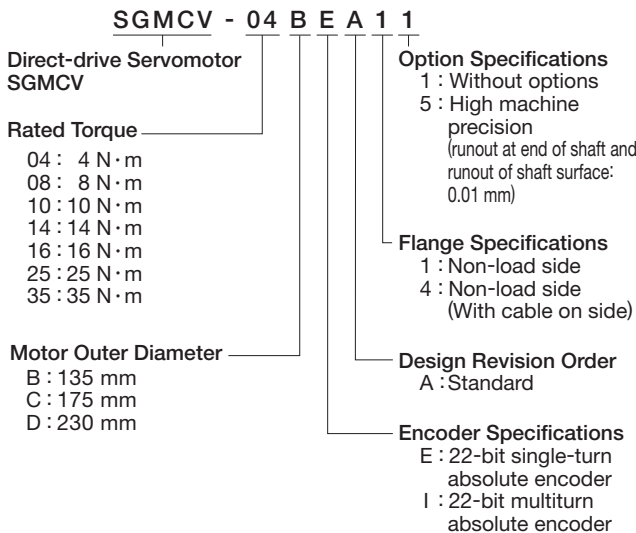 SGMCV - 04 B E A 1 1
Direct-drive Servomotor
SGMCV
Rated Torque
04 : 4 N·m
08 : 8 N·m
10 : 10 N·m
14 : 14 N·m
16 : 16 N·m
25 : 25 N·m
35 : 35 N·m
Motor Outer Diameter
B : 135 mm
C : 175 mm
D : 230 mm
Option Specifications
1 : Without options
5 : High machine
precision
(runout at end of shaft and
runout of shaft surface:
0.01 mm)
Flange Specifications
1 : Non-load side
4 : Non-load side
(With cable on side)
Design Revision Order
A : Standard
Encoder Specifications
E : 22-bit single-turn
absolute encoder
I : 22-bit multiturn
absolute encoder